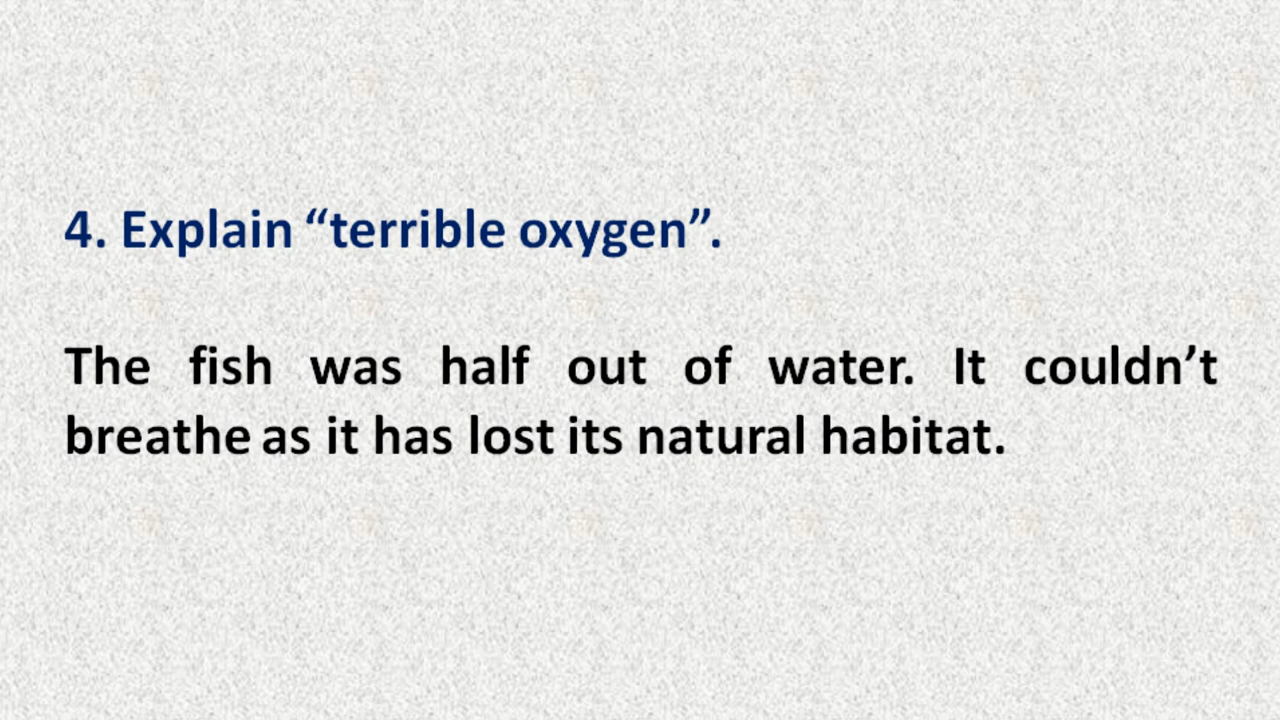 4. Explain “terrible oxygen”.
The fish was half out of water. It couldn’t
breathe as it has lost its natural habitat.